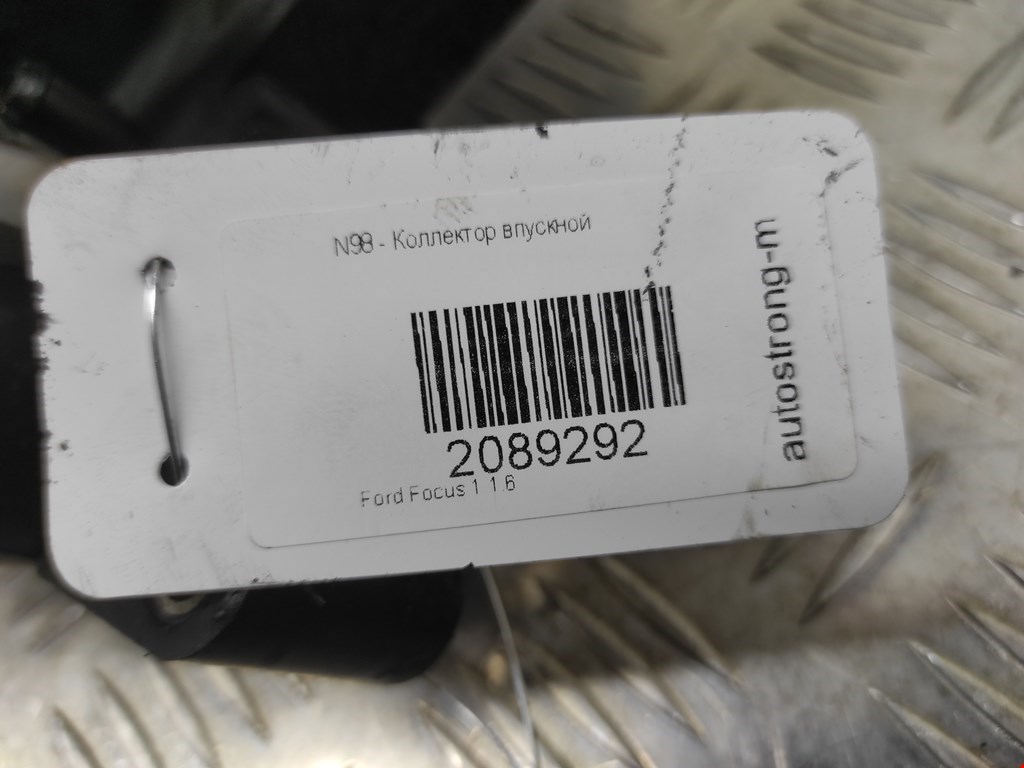 N98 - Коллектор впускной
2089292
Ford Focus 1 1.6
autostrong-m